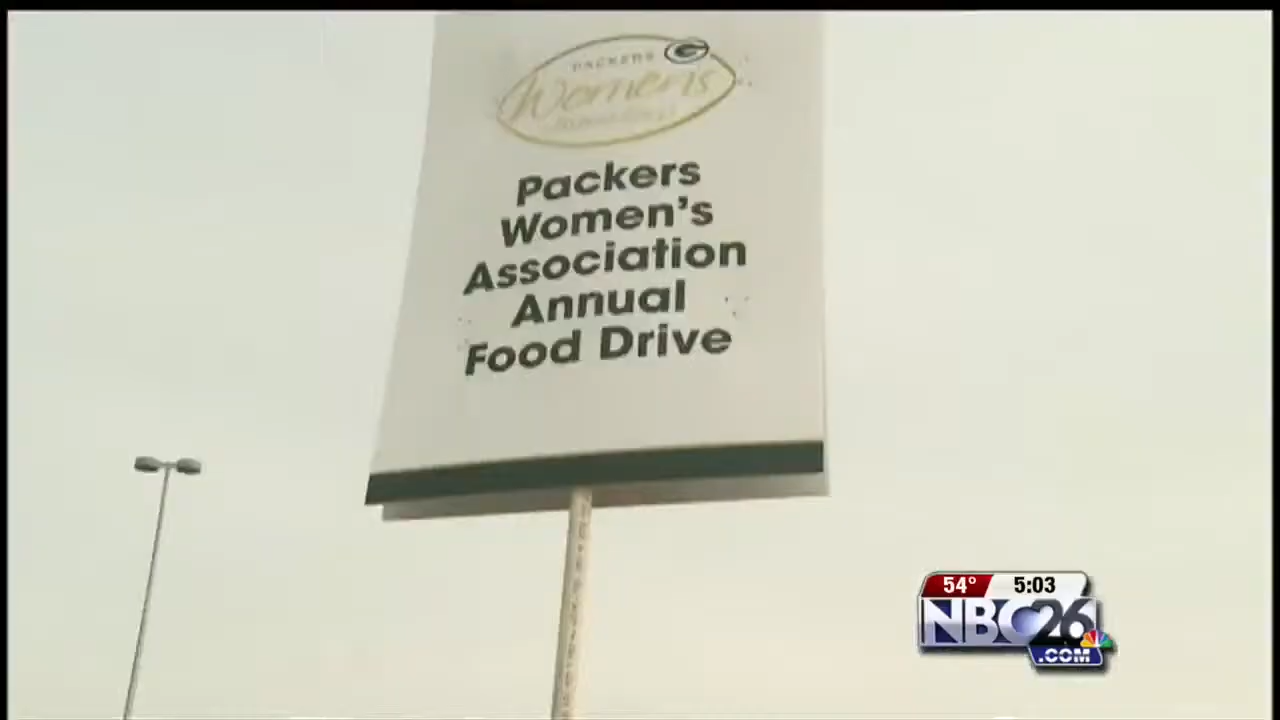 PACKERS
Women's
Packers
Women's
Association
Annual
Food Drive
54° 5:03
NBC26
.COM